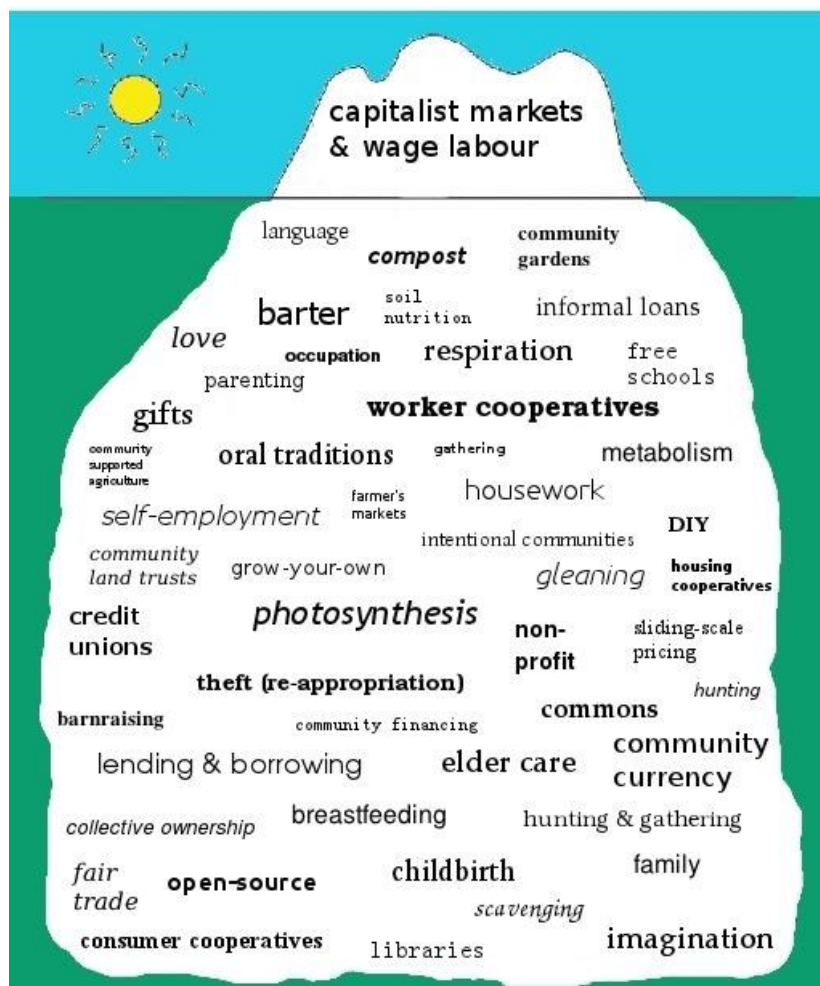 capitalist markets
& wage labour
language
compost
community
gardens
barter
soil
nutrition
informal loans
love
occupation
respiration
free
schools
parenting
gifts
worker cooperatives
community
supported
agriculture
oral traditions
gathering
metabolism
self-employment
farmer's
markets
housework
DIY
community
land trusts
grow-your-own
intentional communities
gleaning
housing
cooperatives
credit
unions
photosynthesis
non-
profit
sliding-scale
pricing
theft (re-appropriation)
hunting
barnraising
community financing
commons
lending & borrowing
elder care
community
currency
collective ownership
breastfeeding
hunting & gathering
fair
trade
open-source
childbirth
family
scavenging
consumer cooperatives
libraries
imagination